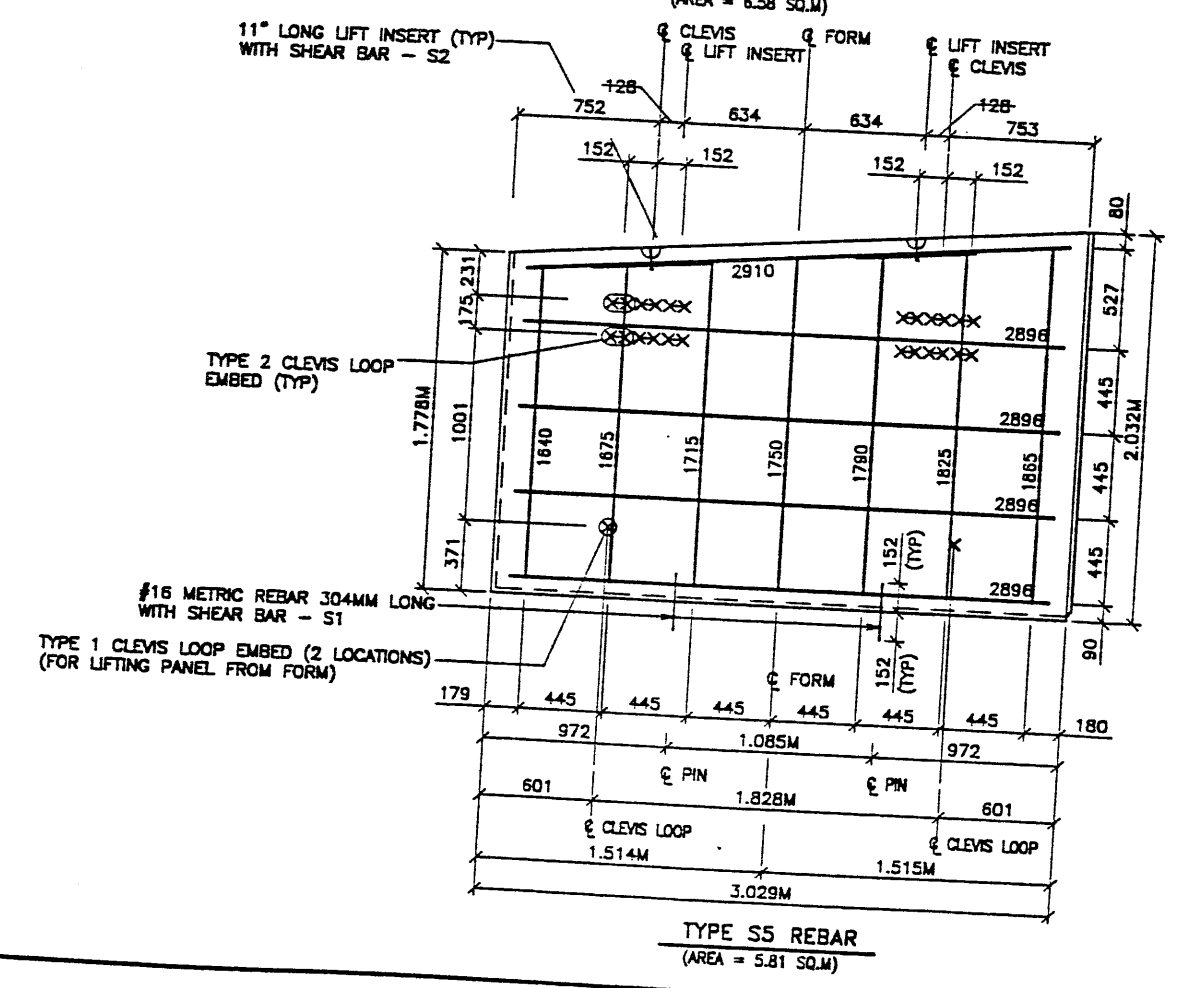 (AREA = 6.58 SQ.M)
11" LONG LIFT INSERT (TYP)
WITH SHEAR BAR - S2
℄ CLEVIS
℄ LIFT INSERT
℄ FORM
℄ LIFT INSERT
℄ CLEVIS
752
128
634
634
128
753
152
152
152
152
80
231
175
1001
371
1.778M
2910
2896
2896
2896
2896
527
445
445
445
2.032M
90
TYPE 2 CLEVIS LOOP
EMBED (TYP)
1640
1675
1715
1750
1790
1825
1865
152
(TYP)
152
(TYP)
#16 METRIC REBAR 304MM LONG
WITH SHEAR BAR - S1
TYPE 1 CLEVIS LOOP EMBED (2 LOCATIONS)
(FOR LIFTING PANEL FROM FORM)
℄ FORM
179
445
445
445
445
445
445
180
972
1.085M
972
℄ PIN
℄ PIN
601
1.828M
601
℄ CLEVIS LOOP
℄ CLEVIS LOOP
1.514M
1.515M
3.029M
TYPE S5 REBAR
(AREA = 5.81 SQ.M)